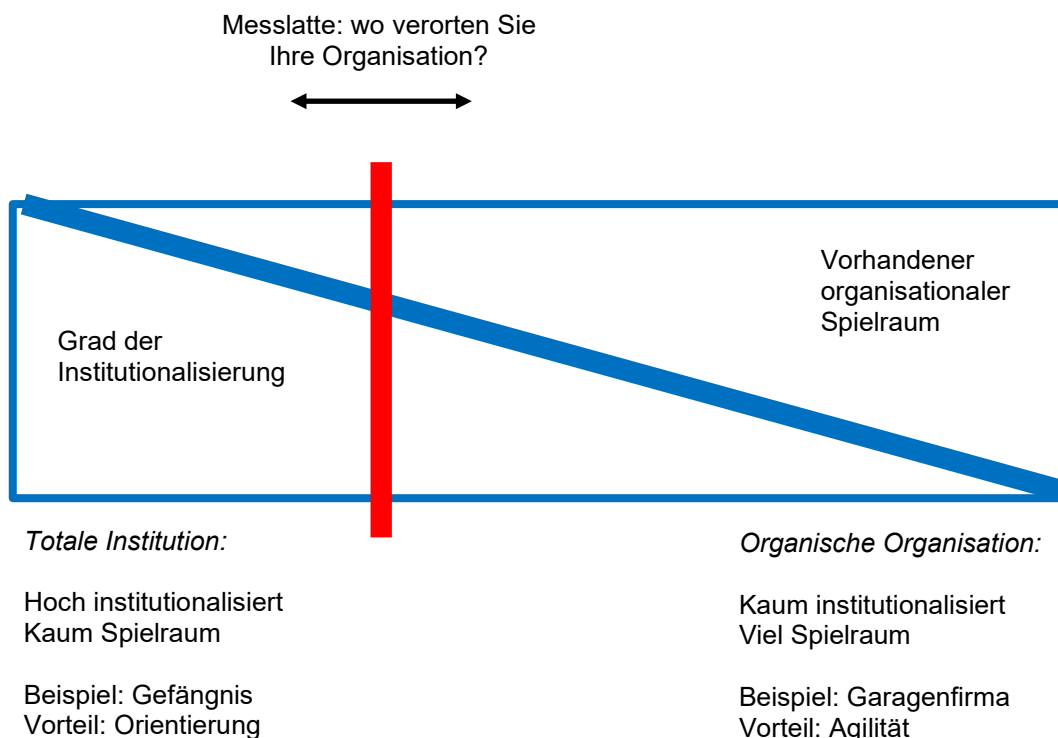 Messlatte: wo verorten Sie
Ihre Organisation?
Vorhandener
organisationaler
Spielraum
Grad der
Institutionalisierung
Totale Institution:
Hoch institutionalisiert
Kaum Spielraum
Beispiel: Gefängnis
Vorteil: Orientierung
Organische Organisation:
Kaum institutionalisiert
Viel Spielraum
Beispiel: Garagenfirma
Vorteil: Agilität